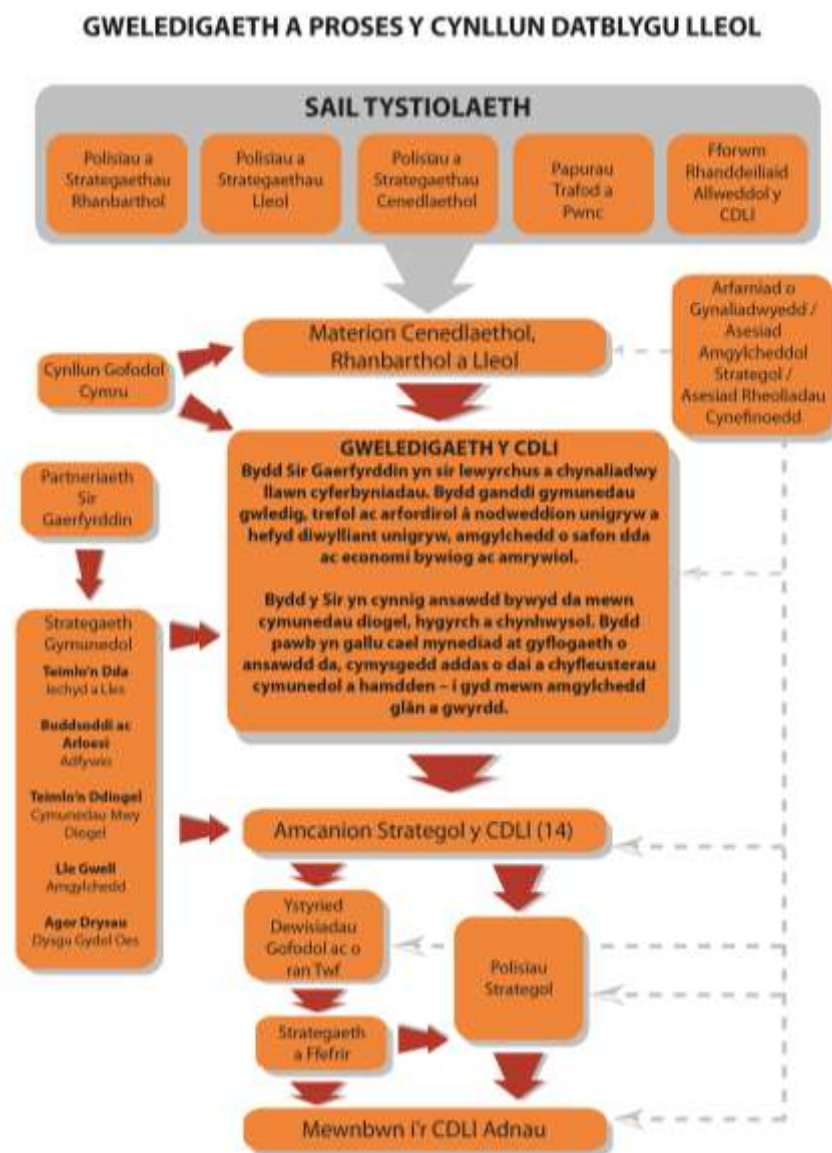 GWELEDIGAETH A PROSES Y CYNLLUN DATBLYGU LLEOL
SAIL TYSTIOLAETH
Polisïau a
Strategaethau
Rhanbarthol
Polisïau a
Strategaethau
Lleol
Polisïau a
Strategaethau
Cenedlaethol
Papurau
Trafod a
Pwnc
Fforwm
Rhanddeiliaid
Allweddol y
CDLl
Arfarniad o
Gynaliadwyedd /
Asesiad
Amgylcheddol
Strategol /
Asesiad Rheoliadau
Cynefinoedd
Materion Cenedlaethol,
Rhanbarthol a Lleol
Cynllun Gofodol
Cymru
GWELEDIGAETH Y CDLl
Bydd Sir Gaerfyrddin yn sir lewyrchus a chynaliadwy
llawn cyferbyniadau. Bydd ganddi gymunedau
gwledig, trefol ac arfordirol â nodweddion unigryw a
hefyd diwylliant unigryw, amgylchedd o safon dda
ac economi bywiog ac amrywiol.
Bydd y Sir yn cynnig ansawdd bywyd da mewn
cymunedau diogel, hygyrch a chynhwysol. Bydd
pawb yn gallu cael mynediad at gyflogaeth o
ansawdd da, cymysgedd addas o dai a chyfleusterau
cymunedol a hamdden – i gyd mewn amgylchedd
glân a gwyrdd.
Partneriaeth
Sir
Gaerfyrddin
Strategaeth
Gymunedol
Teimlo'n Dda
Iechyd a Lles
Buddsoddi ac
Arloesi
Adfywio
Teimlo'n Ddiogel
Cymunedau Mwy
Diogel
Lle Gwell
Amgylchedd
Agor Drysau
Dysgu Gydol Oes
Amcanion Strategol y CDLl (14)
Ystyried
Dewisiadau
Gofodol ac o
ran Twf
Polisïau
Strategol
Strategaeth
a Ffefrir
Mewnbwn i'r CDLl Adnau